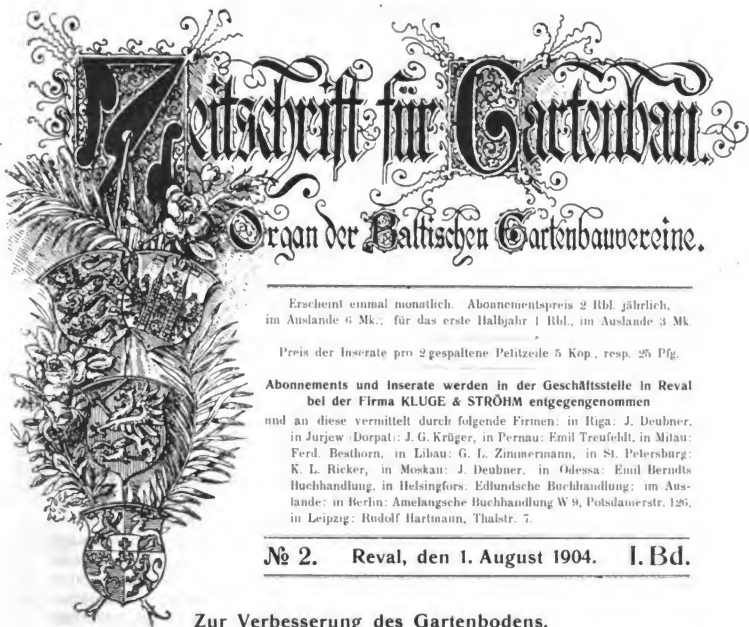 Zeitschrift für Gartenbau.
Organ der Baltischen Gartenbauvereine.
Erscheint einmal monatlich. Abonnementspreis 2 Rbl. jährlich,
im Auslande 6 Mk., für das erste Halbjahr 1 Rbl., im Auslande 3 Mk.
Preis der Inserate pro 2 gespaltene Petitzeile 5 Kop., resp. 25 Pfg.
Abonnements und Inserate werden in der Geschäftsstelle in Reval
bei der Firma KLUGE & STRÖHM entgegengenommen
und an diese vermittelt durch folgende Firmen: in Riga: J. Deubner,
in Jurjew (Dorpat): J. G. Krüger, in Pernau: Emil Treufeldt, in Mitau:
Ferd. Besthorn, in Libau: G. L. Zimmermann, in St. Petersburg:
K. L. Ricker, in Moskau: J. Deubner, in Odessa: Emil Berndts
Buchhandlung, in Helsingfors: Edlundsche Buchhandlung; im Aus-
lande: in Berlin: Amelangsche Buchhandlung W 9, Potsdamerstr. 126,
in Leipzig: Rudolf Hartmann, Thalstr. 7.
№ 2. Reval, den 1. August 1904. I. Bd.
Zur Verbesserung des Gartenbodens.